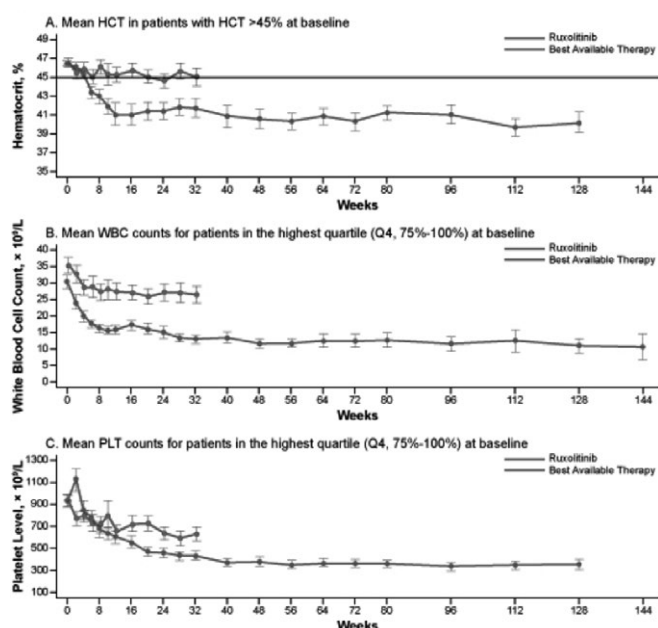 A. Mean HCT in patients with HCT >45% at baseline
Ruxolitinib
Best Available Therapy
Hematocrit, %
47
45
43
41
39
37
35
0 8 16 24 32 40 48 56 64 72 80 96 112 128 144
Weeks
B. Mean WBC counts for patients in the highest quartile (Q4, 75%-100%) at baseline
Ruxolitinib
Best Available Therapy
White Blood Cell Count, × 10⁹/L
40
35
30
25
20
15
10
5
0
0 8 16 24 32 40 48 56 64 72 80 96 112 128 144
Weeks
C. Mean PLT counts for patients in the highest quartile (Q4, 75%-100%) at baseline
Ruxolitinib
Best Available Therapy
Platelet Level, × 10⁹/L
1300
1100
900
700
500
300
100
0 8 16 24 32 40 48 56 64 72 80 96 112 128 144
Weeks